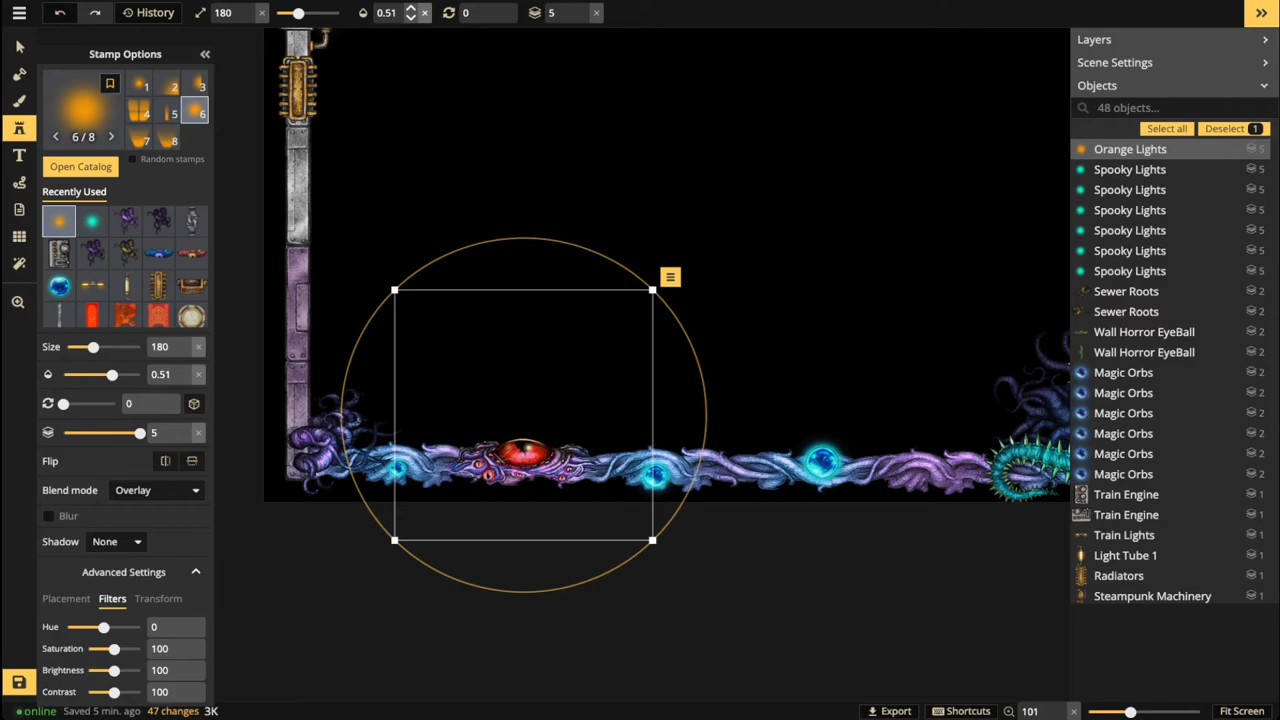 History
180
0.51
0
5
Stamp Options
1
2
3
4
5
6
6 / 8
7
8
Random stamps
Open Catalog
Recently Used
Size
180
0.51
0
5
Flip
Blend mode
Overlay
Blur
Shadow
None
Advanced Settings
Placement
Filters
Transform
Hue
0
Saturation
100
Brightness
100
Contrast
100
online
Saved 5 min. ago
47 changes
3K
Layers
Scene Settings
Objects
48 objects...
Select all
Deselect 1
Orange Lights 5
Spooky Lights 5
Spooky Lights 5
Spooky Lights 5
Spooky Lights 5
Spooky Lights 5
Spooky Lights 5
Sewer Roots 2
Sewer Roots 2
Wall Horror EyeBall 2
Wall Horror EyeBall 2
Magic Orbs 2
Magic Orbs 2
Magic Orbs 2
Magic Orbs 2
Magic Orbs 2
Magic Orbs 2
Train Engine 1
Train Engine 1
Train Lights 1
Light Tube 1 1
Radiators 1
Steampunk Machinery 1
Export
Shortcuts
101
Fit Screen